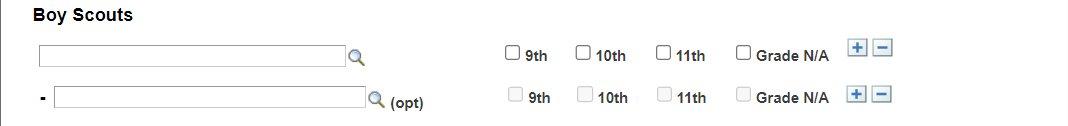 Boy Scouts
9th 10th 11th Grade N/A + -
- (opt) 9th 10th 11th Grade N/A + -